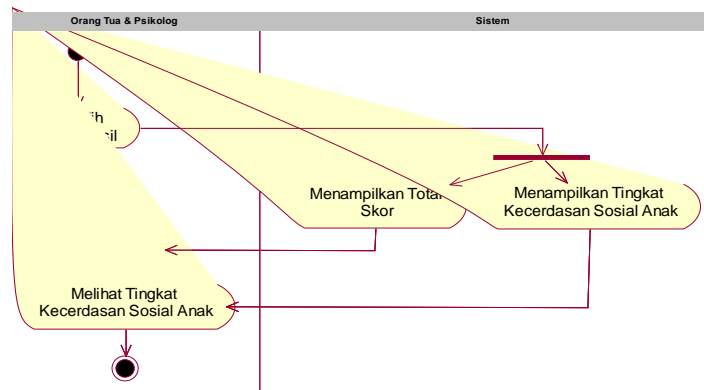 Orang Tua & Psikolog
Sistem
Menampilkan Total
Skor
Menampilkan Tingkat
Kecerdasan Sosial Anak
Melihat Tingkat
Kecerdasan Sosial Anak